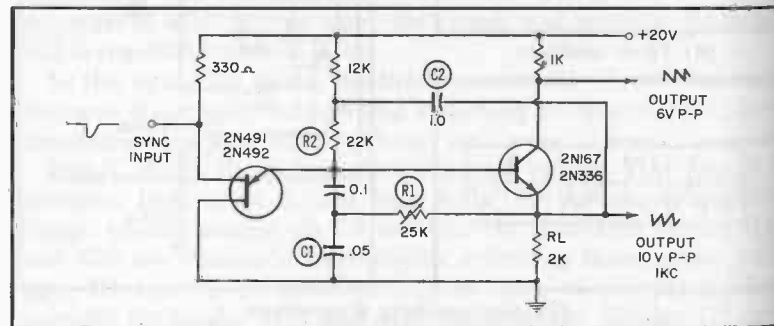 +20V
330Ω
12K
1K
C2
1.0
OUTPUT
6V P-P
SYNC
INPUT
2N491
2N492
R2
22K
2N167
2N336
0.1
R1
25K
C1
.05
RL
2K
OUTPUT
10V P-P
1KC